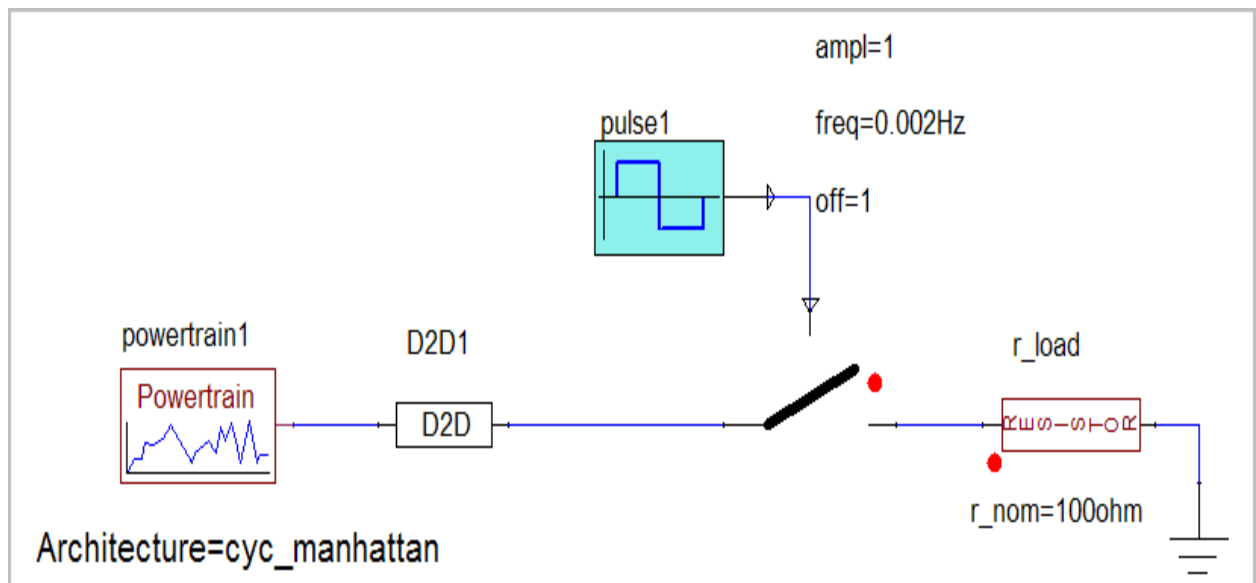 ampl=1
pulse1
freq=0.002Hz
off=1
powertrain1
D2D1
r_load
Powertrain
D2D
RESISTOR
r_nom=100ohm
Architecture=cyc_manhattan